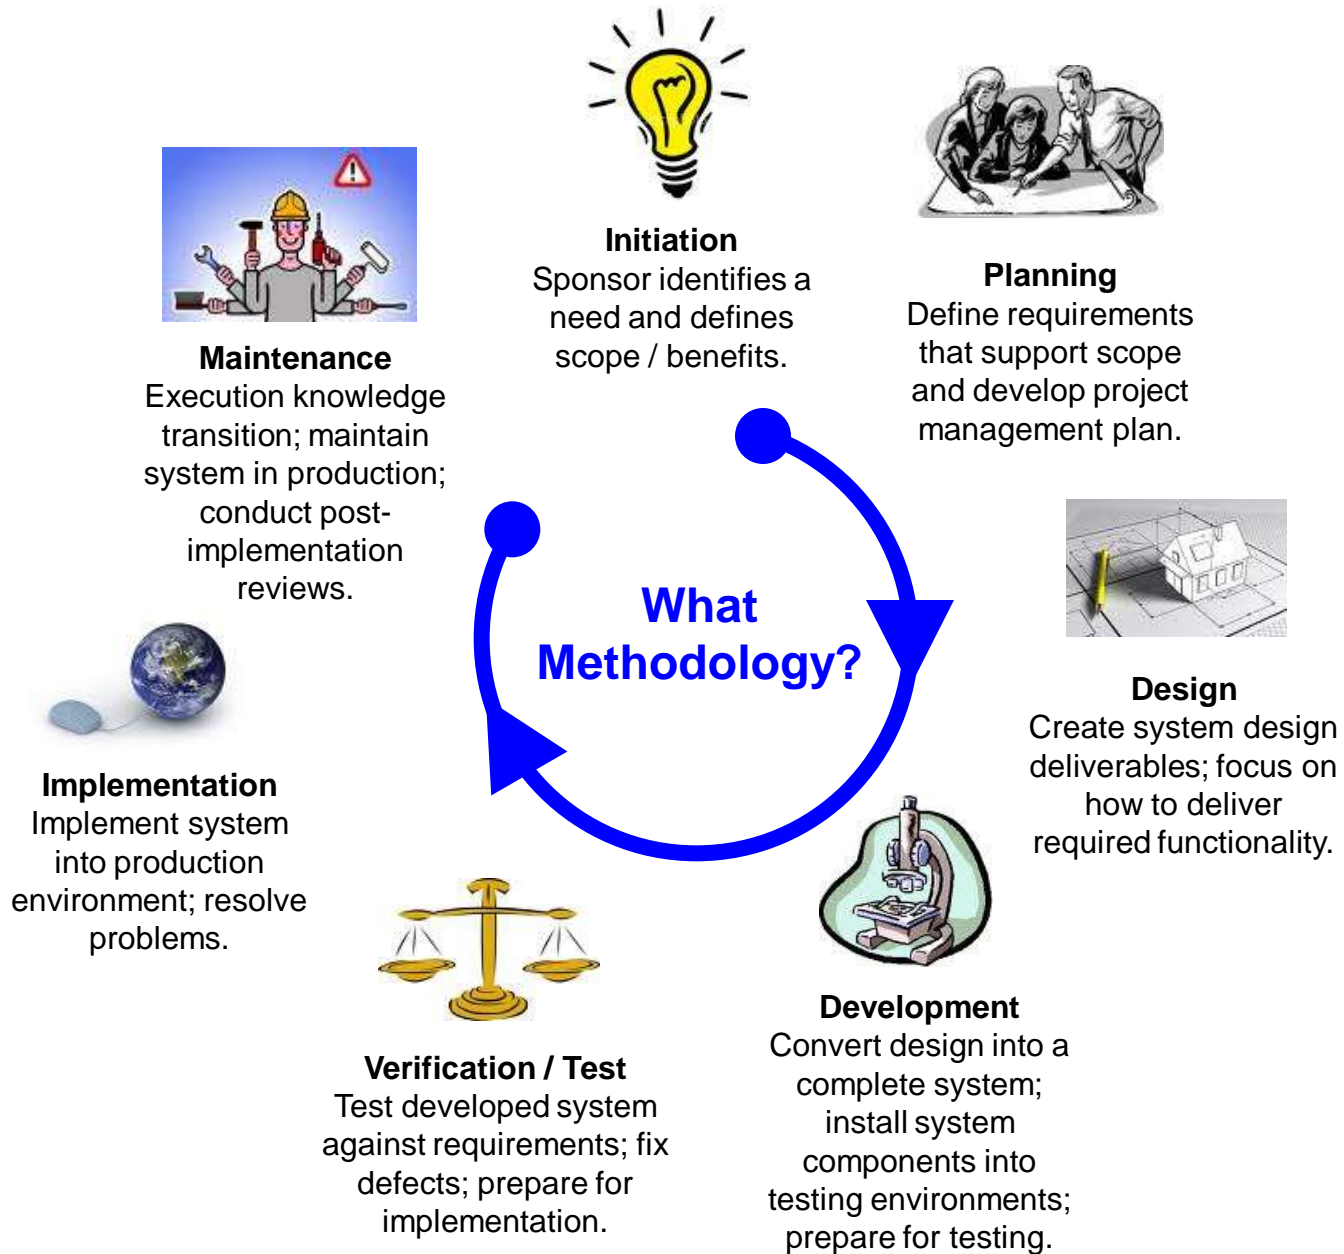 Initiation
Sponsor identifies a
need and defines
scope / benefits.
Planning
Define requirements
that support scope
and develop project
management plan.
Design
Create system design
deliverables; focus on
how to deliver
required functionality.
Development
Convert design into a
complete system;
install system
components into
testing environments;
prepare for testing.
Verification / Test
Test developed system
against requirements; fix
defects; prepare for
implementation.
Implementation
Implement system
into production
environment; resolve
problems.
Maintenance
Execution knowledge
transition; maintain
system in production;
conduct post-
implementation
reviews.
What
Methodology?